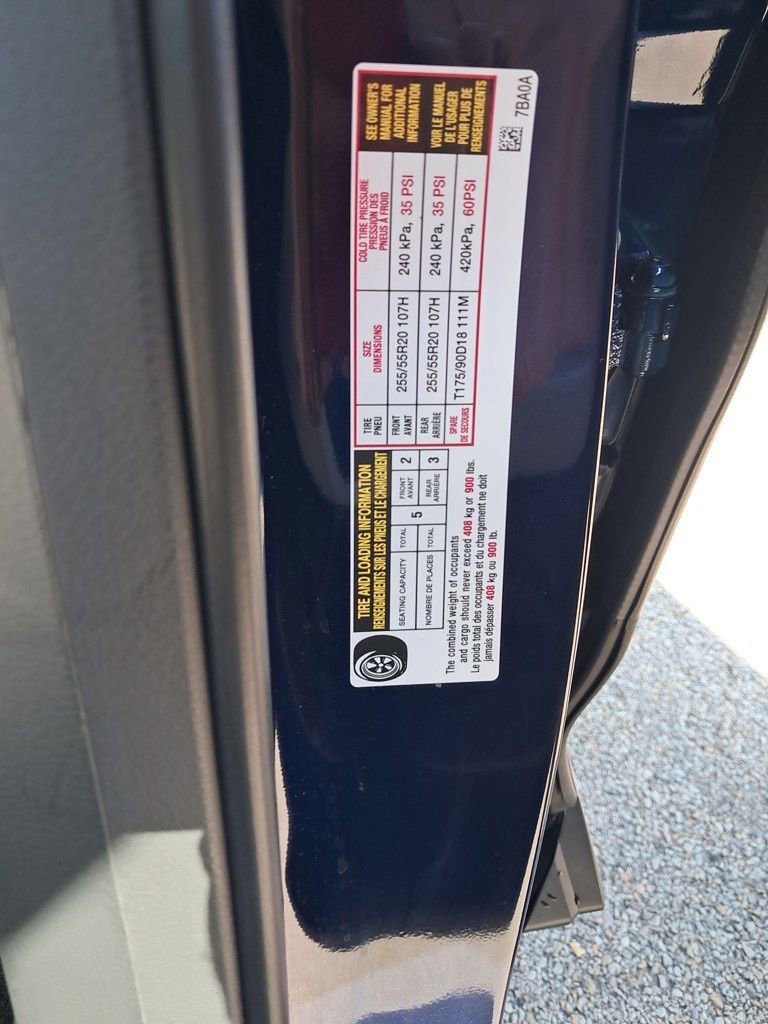 TIRE AND LOADING INFORMATION
RENSEIGNEMENTS SUR LES PNEUS ET LE CHARGEMENT
SEATING CAPACITY
NOMBRE DE PLACES
TOTAL
TOTAL
5
FRONT
AVANT
2
REAR
ARRIÈRE
3
The combined weight of occupants
and cargo should never exceed 408 kg or 900 lbs.
Le poids total des occupants et du chargement ne doit
jamais dépasser 408 kg ou 900 lb.
TIRE
PNEU
SIZE
DIMENSIONS
COLD TIRE PRESSURE
PRESSION DES
PNEUS À FROID
FRONT
AVANT
255/55R20 107H
240 kPa, 35 PSI
REAR
ARRIÈRE
255/55R20 107H
240 kPa, 35 PSI
SPARE
DE SECOURS
T175/90D18 111M
420kPa, 60PSI
SEE OWNER'S
MANUAL FOR
ADDITIONAL
INFORMATION
VOIR LE MANUEL
DE L'USAGER
POUR PLUS DE
RENSEIGNEMENTS
7BA0A